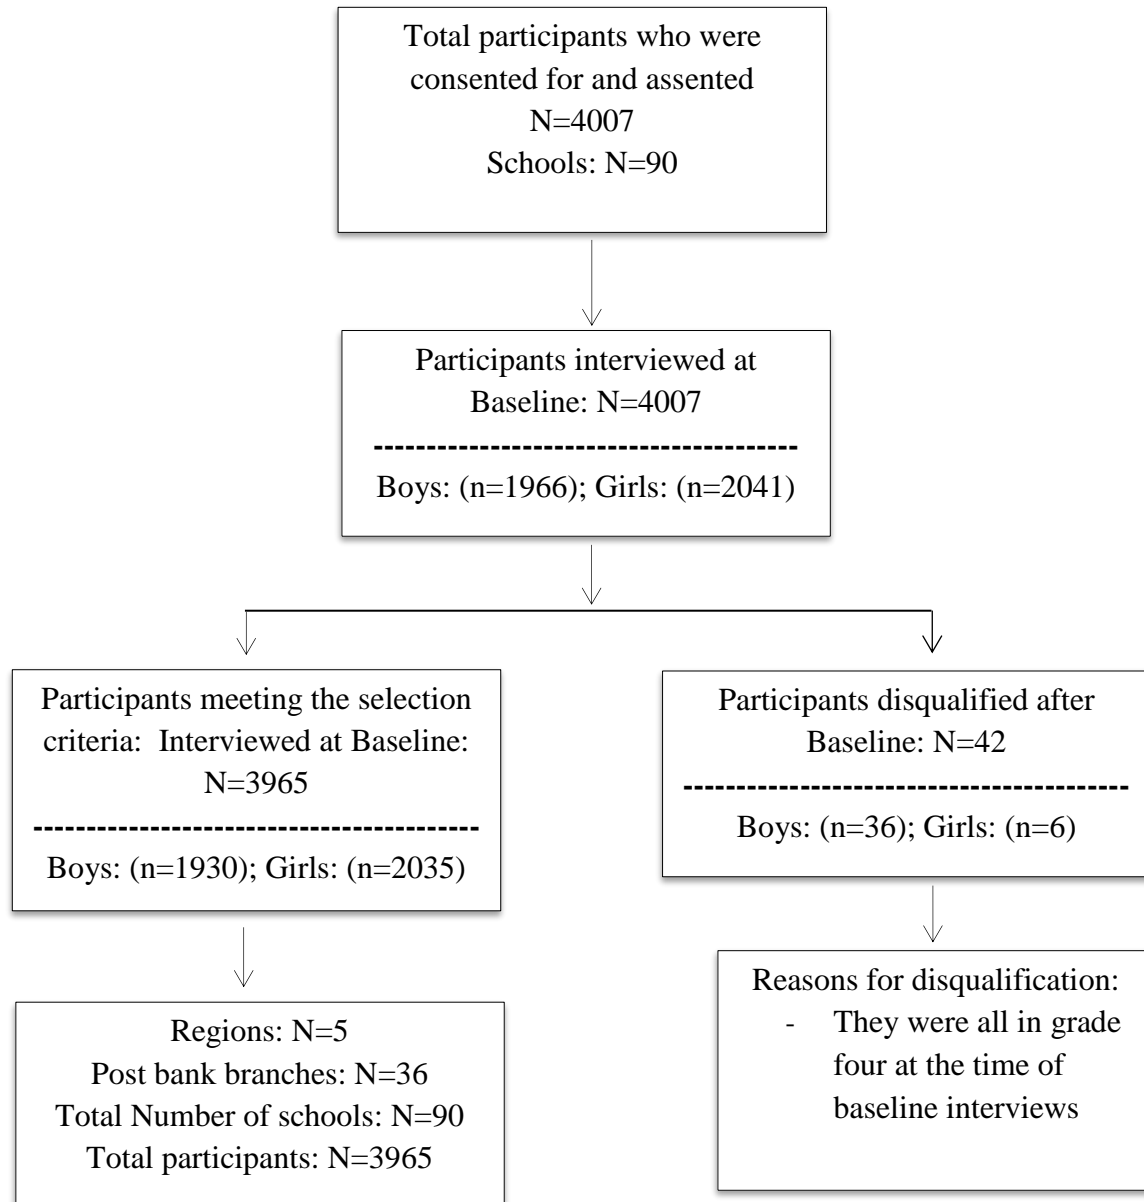 Total participants who were
consented for and assented
N=4007
Schools: N=90
Participants interviewed at
Baseline: N=4007
----------------------------------------
Boys: (n=1966); Girls: (n=2041)
Participants meeting the selection
criteria:  Interviewed at Baseline:
N=3965
------------------------------------------
Boys: (n=1930); Girls: (n=2035)
Participants disqualified after
Baseline: N=42
------------------------------------------
Boys: (n=36); Girls: (n=6)
Regions: N=5
Post bank branches: N=36
Total Number of schools: N=90
Total participants: N=3965
Reasons for disqualification:
- They were all in grade
four at the time of
baseline interviews